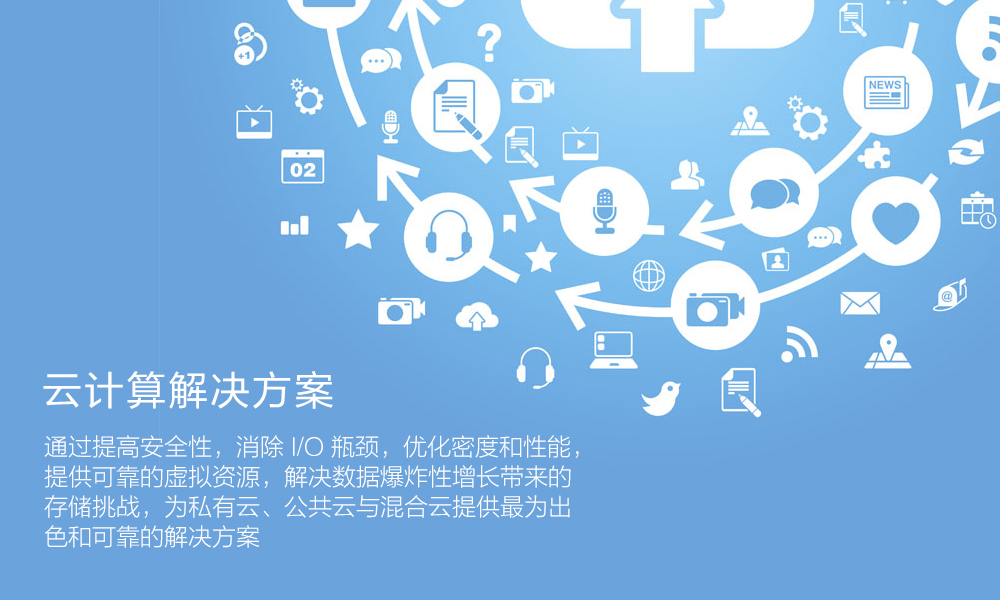 +1
NEWS
02
@
云计算解决方案
通过提高安全性，消除 I/O 瓶颈，优化密度和性能，
提供可靠的虚拟资源，解决数据爆炸性增长带来的
存储挑战，为私有云、公共云与混合云提供最为出
色和可靠的解决方案